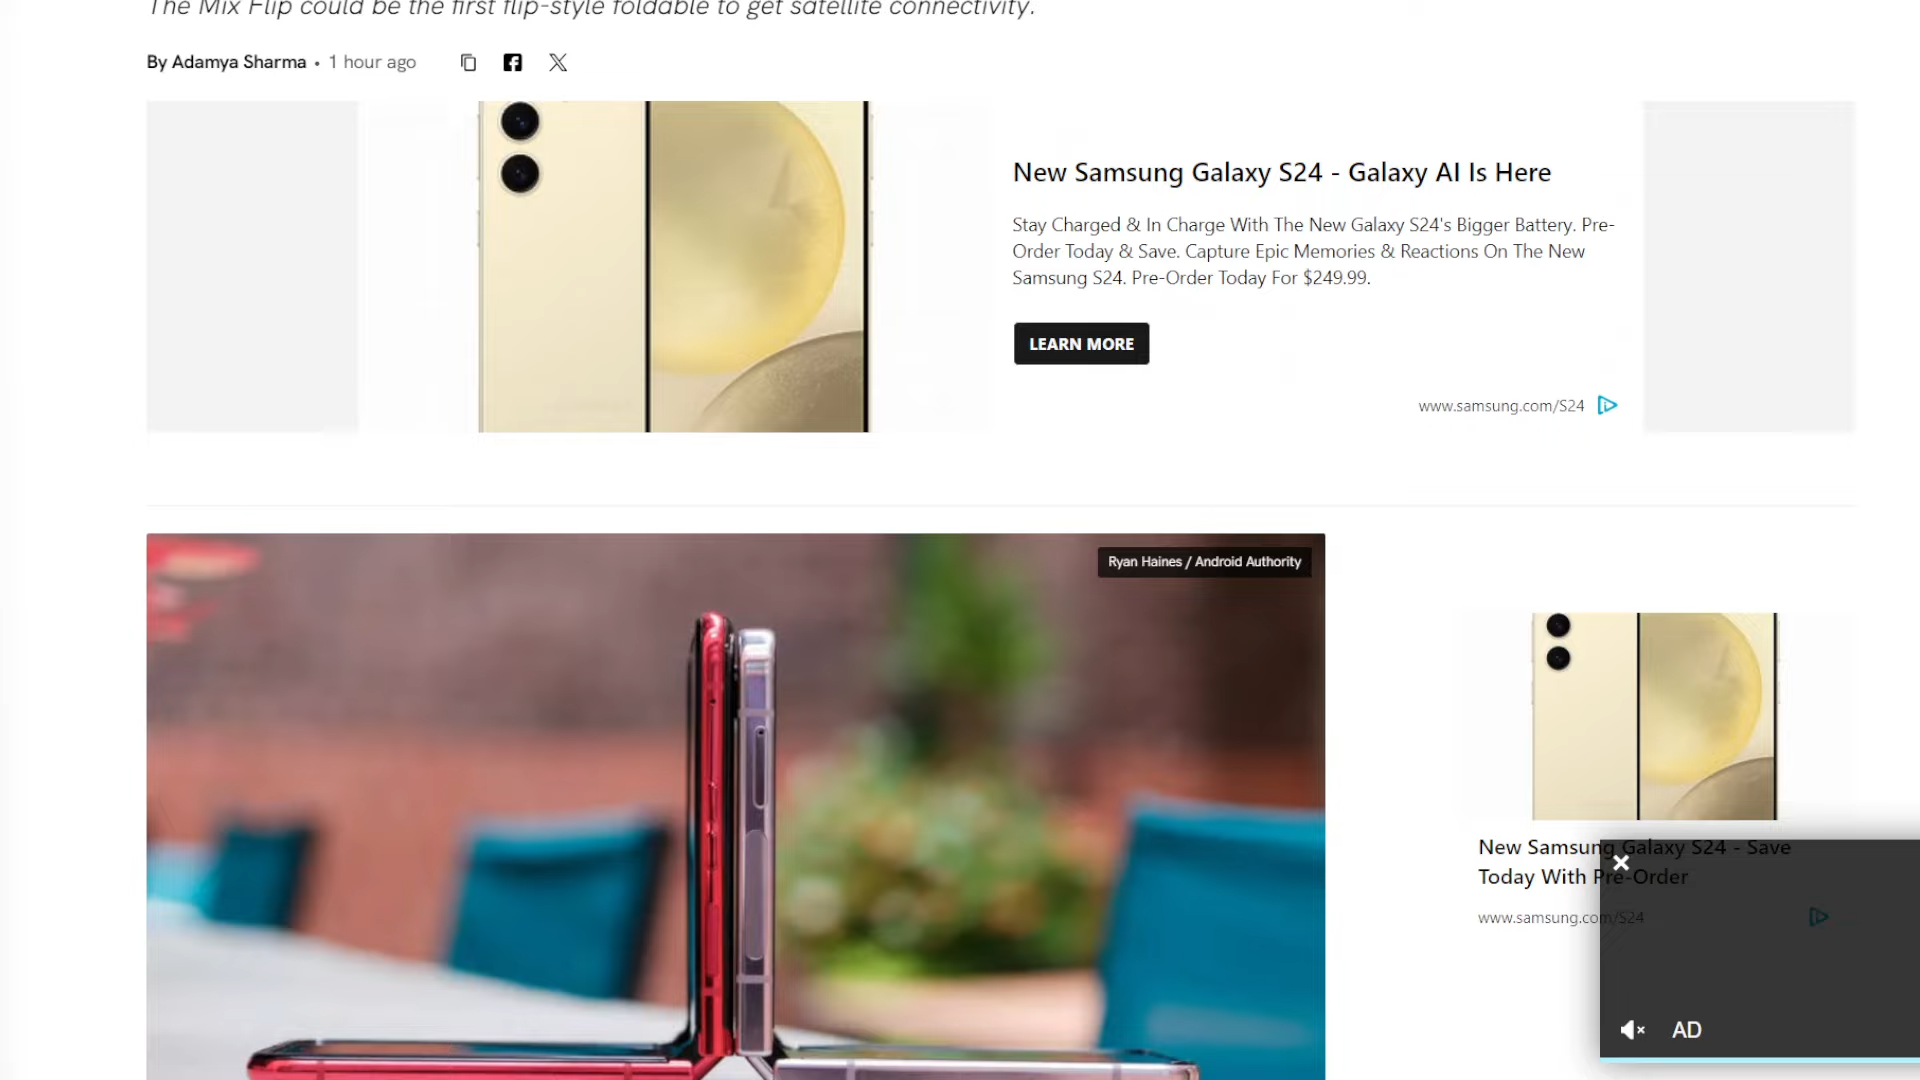 The Mix Flip could be the first flip-style foldable to get satellite connectivity.
By Adamya Sharma • 1 hour ago
New Samsung Galaxy S24 - Galaxy AI Is Here
Stay Charged & In Charge With The New Galaxy S24's Bigger Battery. Pre-
Order Today & Save. Capture Epic Memories & Reactions On The New
Samsung S24. Pre-Order Today For $249.99.
LEARN MORE
www.samsung.com/S24
Ryan Haines / Android Authority
New Samsung Galaxy S24 - Save
Today With Pre-Order
www.samsung.com/S24
AD